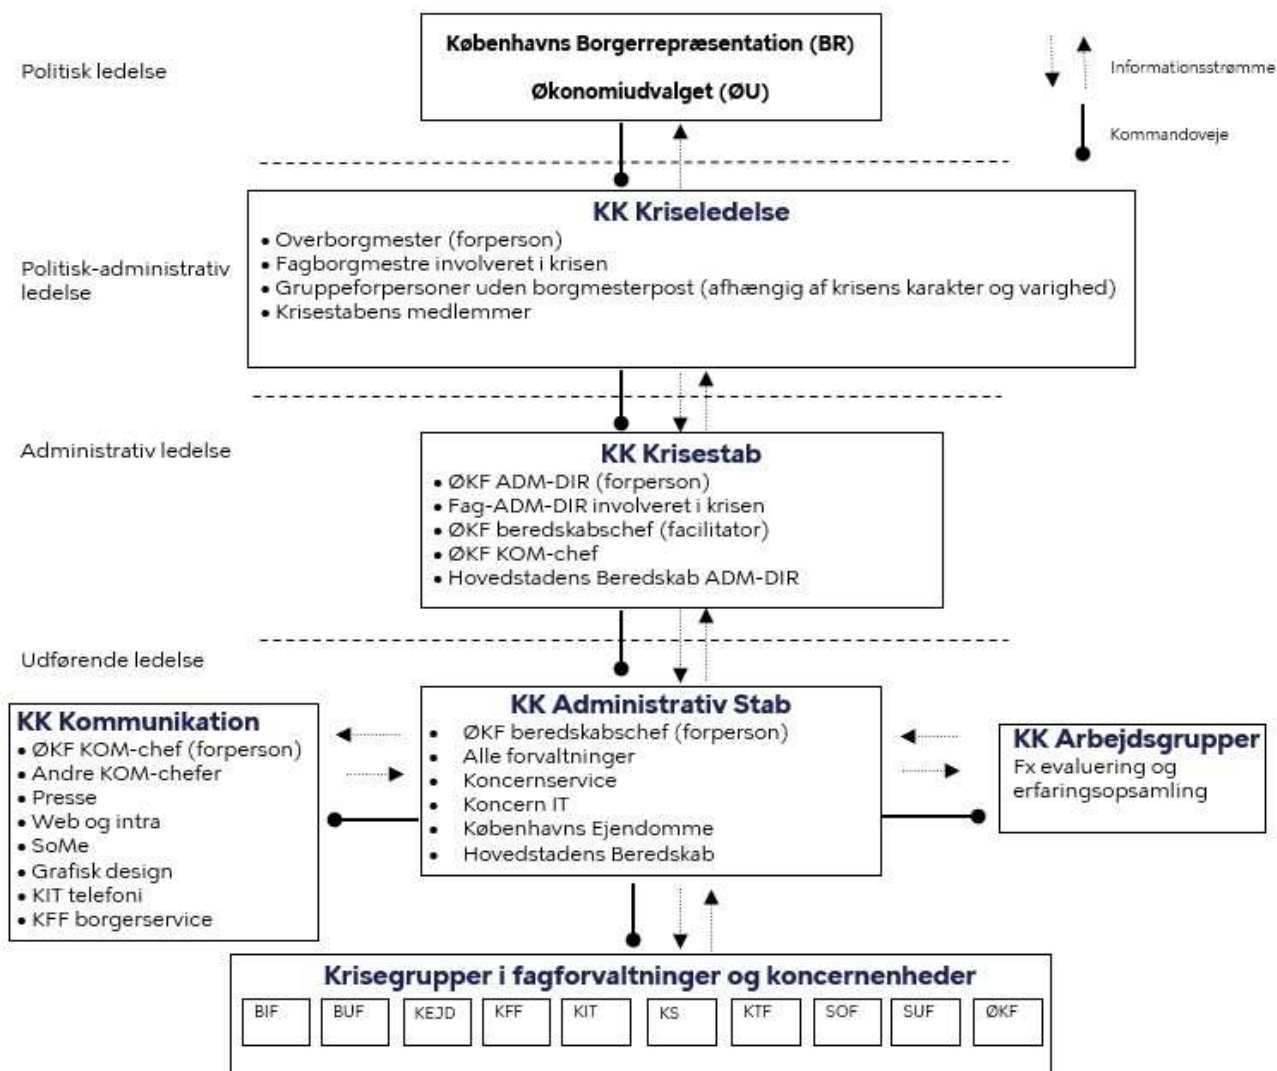 Københavns Borgerrepræsentation (BR)
Økonomiudvalget (ØU)
Politisk ledelse
Informationsstrømme
Kommandoveje
KK Kriseledelse
• Overborgmester (forperson)
• Fagborgmestre involveret i krisen
• Gruppeforpersoner uden borgmesterpost (afhængig af krisens karakter og varighed)
• Krisestabens medlemmer
Politisk-administrativ
ledelse
Administrativ ledelse
KK Krisestab
• ØKF ADM-DIR (forperson)
• Fag-ADM-DIR involveret i krisen
• ØKF beredskabschef (facilitator)
• ØKF KOM-chef
• Hovedstadens Beredskab ADM-DIR
Udførende ledelse
KK Kommunikation
• ØKF KOM-chef (forperson)
• Andre KOM-chefer
• Presse
• Web og intra
• SoMe
• Grafisk design
• KIT telefoni
• KFF borgerservice
KK Administrativ Stab
• ØKF beredskabschef (forperson)
• Alle forvaltninger
• Koncernservice
• Koncern IT
• Københavns Ejendomme
• Hovedstadens Beredskab
KK Arbejdsgrupper
Fx evaluering og
erfaringsopsamling
Krisegrupper i fagforvaltninger og koncernenheder
BIF BUF KEJD KFF KIT KS KTF SOF SUF ØKF